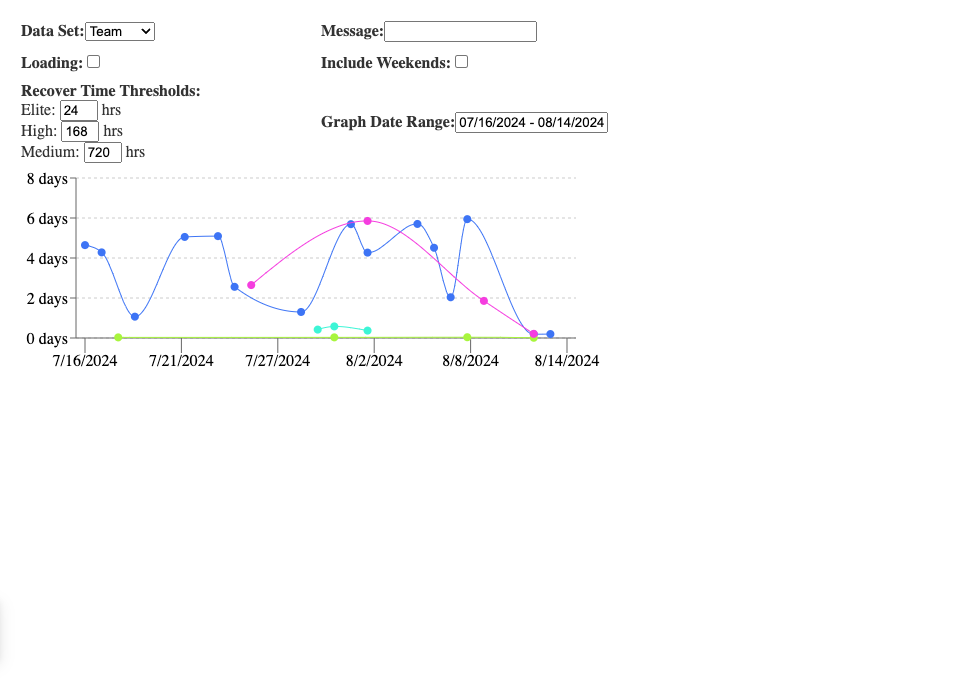 Data Set: Team
Message:
Loading:
Include Weekends:
Recover Time Thresholds:
Elite: 24 hrs
High: 168 hrs
Medium: 720 hrs
Graph Date Range: 07/16/2024 - 08/14/2024
8 days
6 days
4 days
2 days
0 days
7/16/2024 7/21/2024 7/27/2024 8/2/2024 8/8/2024 8/14/2024